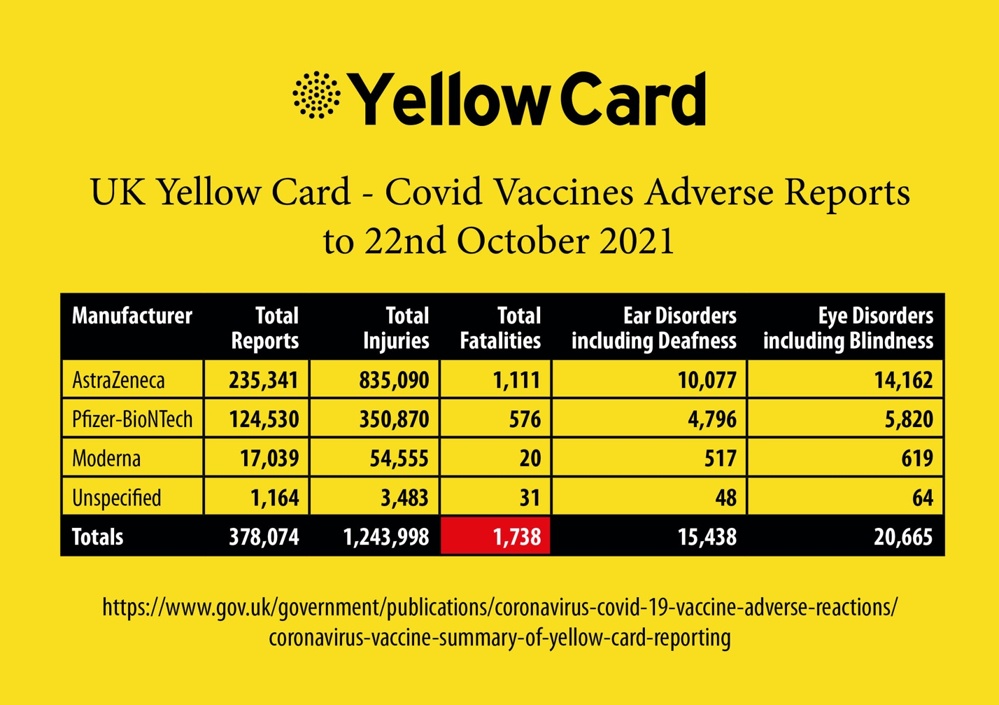 Yellow Card
UK Yellow Card - Covid Vaccines Adverse Reports
to 22nd October 2021
Manufacturer Total Reports Total Injuries Total Fatalities Ear Disorders including Deafness Eye Disorders including Blindness
AstraZeneca 235,341 835,090 1,111 10,077 14,162
Pfizer-BioNTech 124,530 350,870 576 4,796 5,820
Moderna 17,039 54,555 20 517 619
Unspecified 1,164 3,483 31 48 64
Totals 378,074 1,243,998 1,738 15,438 20,665
https://www.gov.uk/government/publications/coronavirus-covid-19-vaccine-adverse-reactions/
coronavirus-vaccine-summary-of-yellow-card-reporting